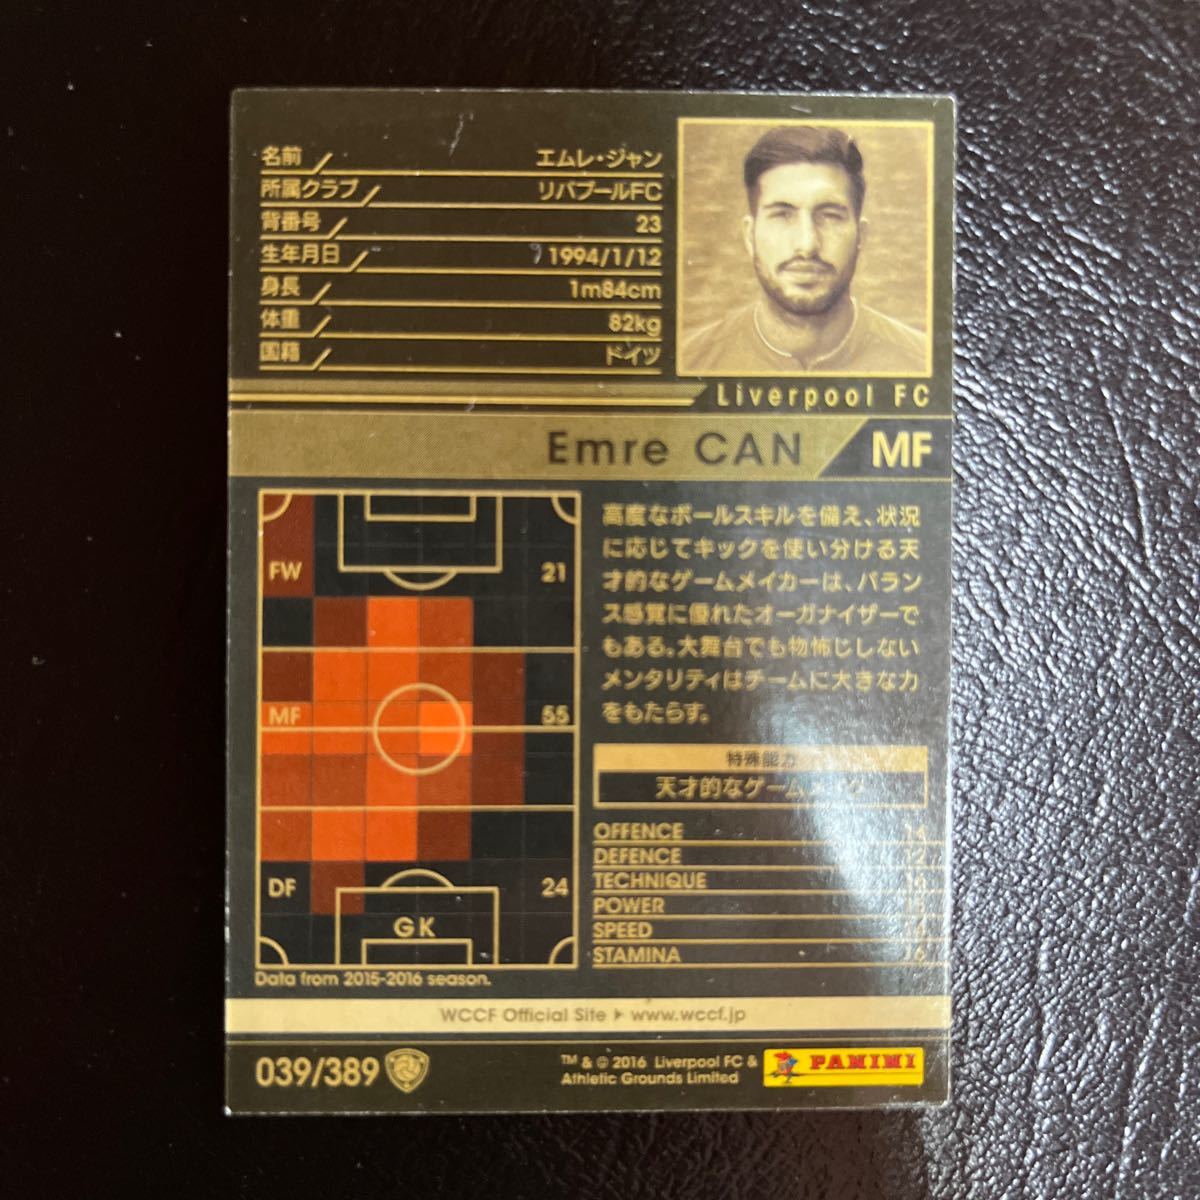 名前 エムレ・ジャン
所属クラブ リバプールFC
背番号 23
生年月日 1994/1/12
身長 1m84cm
体重 82kg
国籍 ドイツ
Liverpool FC
Emre CAN MF
FW 21
MF 55
DF 24
GK
Data from 2015-2016 season.
高度なボールスキルを備え、状況
に応じてキックを使い分ける天
才的なゲームメイカーは、バラン
ス感覚に優れたオーガナイザーで
もある。大舞台でも物怖じしない
メンタリティはチームに大きな力
をもたらす。
特殊能力
天才的なゲームメイク
OFFENCE 14
DEFENCE 12
TECHNIQUE 16
POWER
SPEED 14
STAMINA 16
WCCF Official Site ▶ www.wccf.jp
039/389
™ & © 2016 Liverpool FC &
Athletic Grounds Limited
PANINI